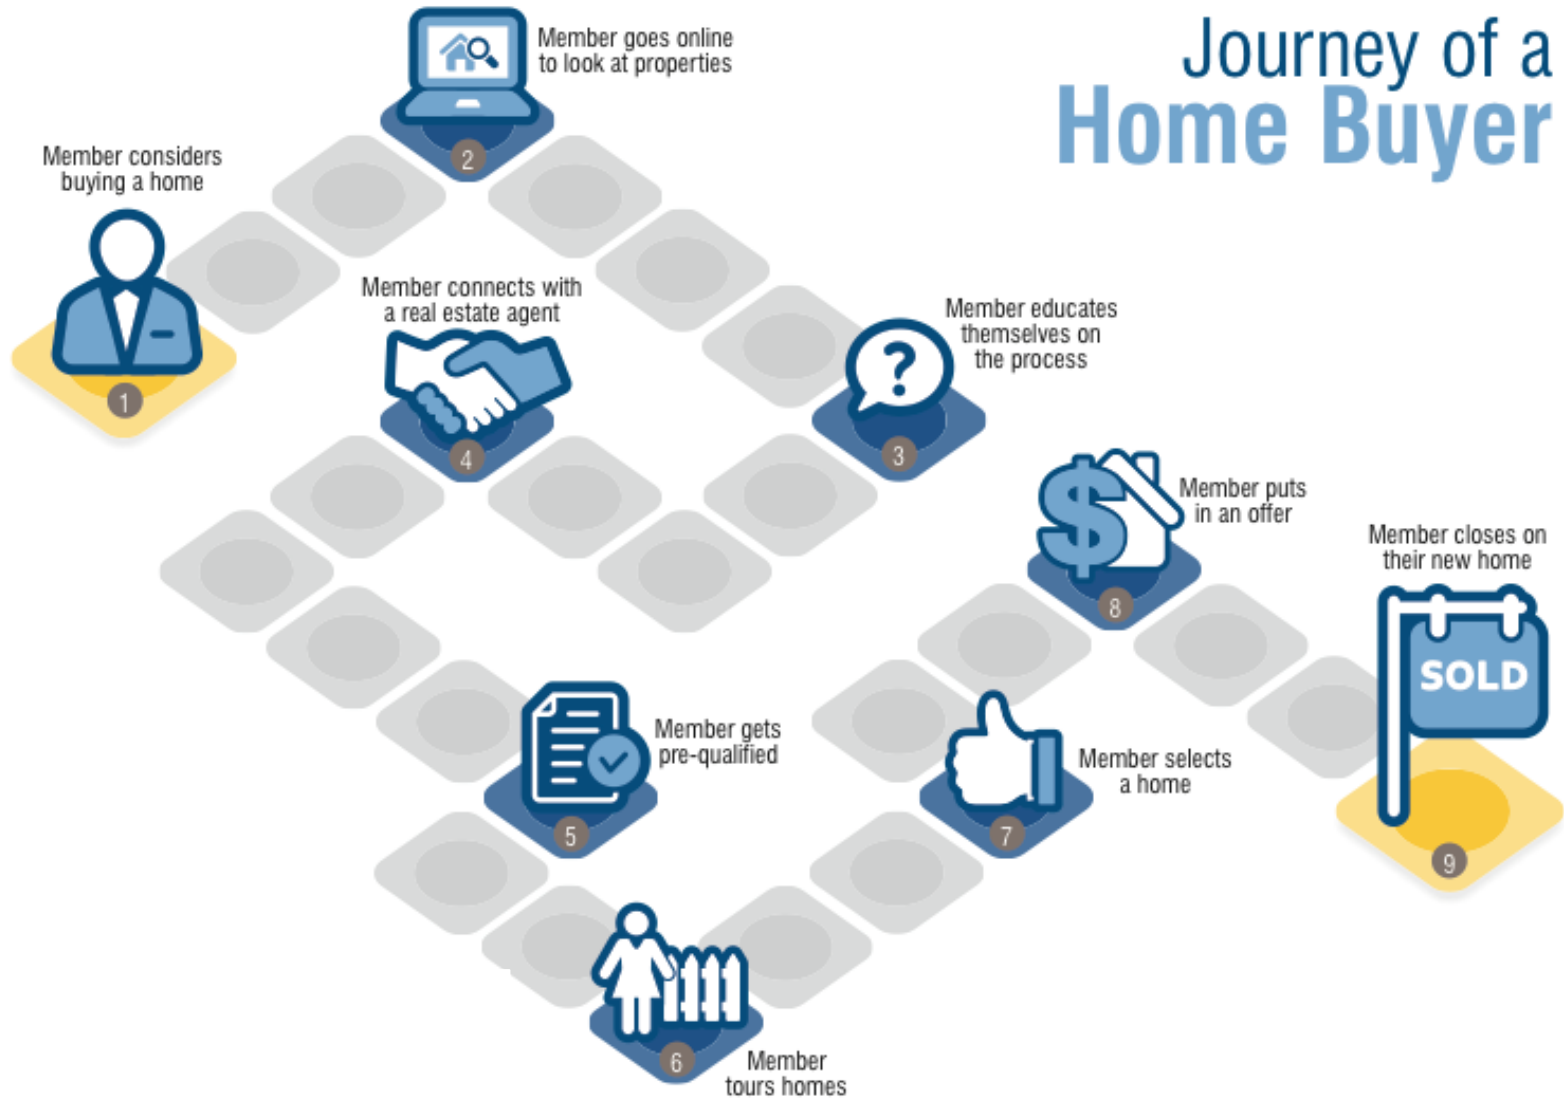 Journey of a
Home Buyer
Member considers
buying a home
1
Member goes online
to look at properties
2
Member educates
themselves on
the process
?
3
Member connects with
a real estate agent
4
Member gets
pre-qualified
5
Member
tours homes
6
Member selects
a home
7
Member puts
in an offer
$
8
Member closes on
their new home
SOLD
9